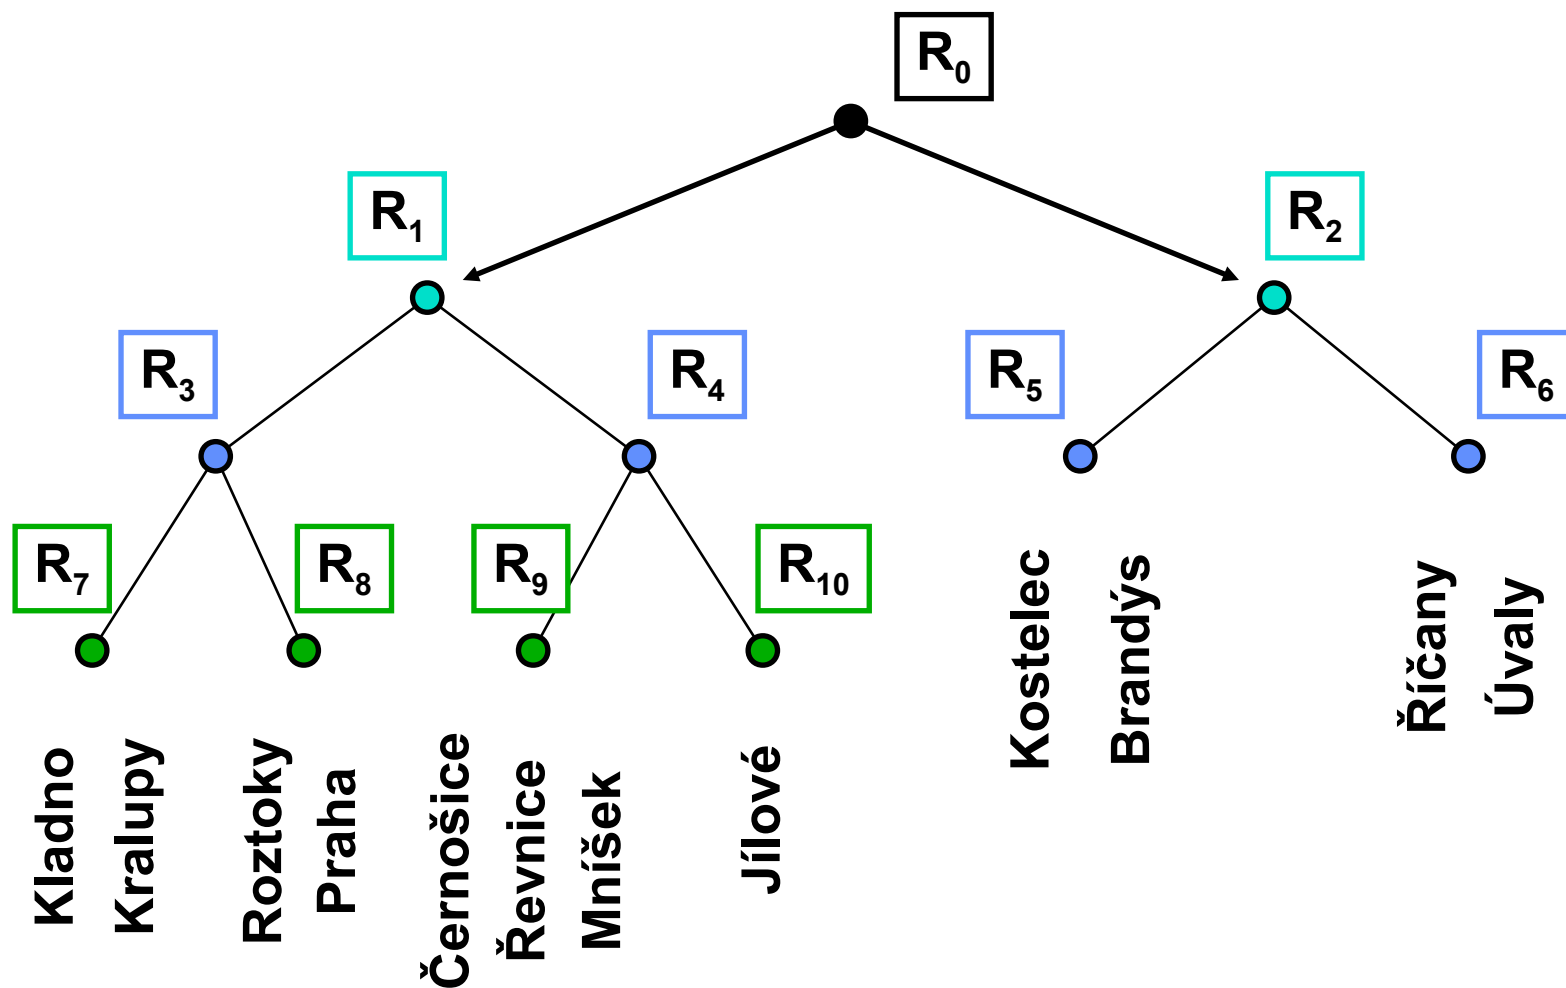 R0
R1
R2
R3
R4
R5
R6
R7
R8
R9
R10
Kladno
Kralupy
Roztoky
Praha
Černošice
Řevnice
Mníšek
Jílové
Kostelec
Brandýs
Říčany
Úvaly